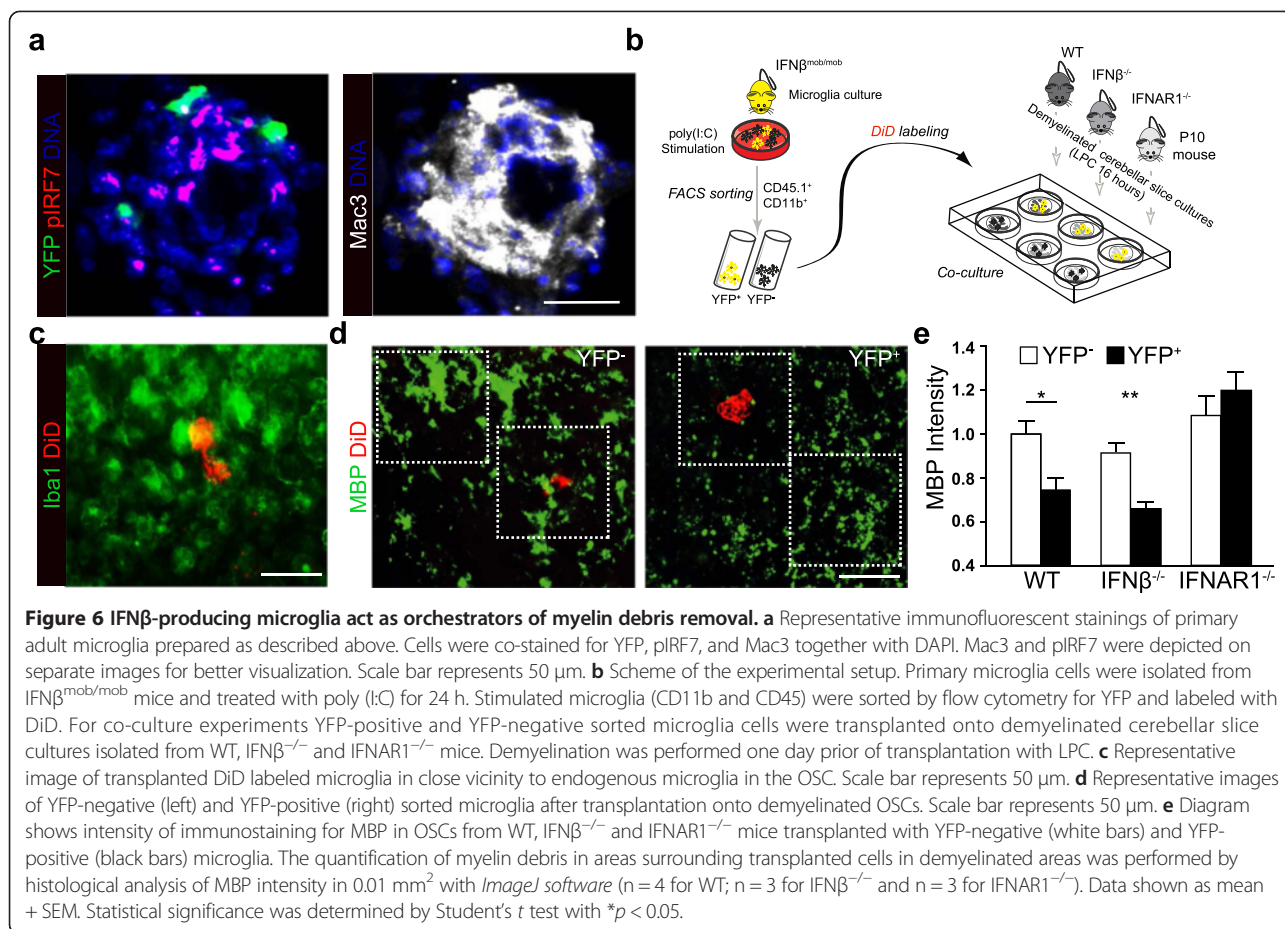 a
YFP pIRF7 DNA
Mac3 DNA
b
IFNβmob/mob
Microglia culture
poly(I:C)
Stimulation
FACS sorting
CD45.1+
CD11b+
YFP+ YFP-
DiD labeling
WT
IFNβ-/-
IFNAR1-/-
P10
mouse
Demyelinated cerebellar slice cultures
(LPC 16 hours)
Co-culture
c
Iba1 DiD
d
MBP DiD
YFP-
YFP+
e
YFP- YFP+
MBP Intensity
1.4
1.2
1.0
0.8
0.6
0.4
*
**
WT IFNβ-/- IFNAR1-/-
Figure 6 IFNβ-producing microglia act as orchestrators of myelin debris removal. a Representative immunofluorescent stainings of primary
adult microglia prepared as described above. Cells were co-stained for YFP, pIRF7, and Mac3 together with DAPI. Mac3 and pIRF7 were depicted on
separate images for better visualization. Scale bar represents 50 μm. b Scheme of the experimental setup. Primary microglia cells were isolated from
IFNβmob/mob mice and treated with poly (I:C) for 24 h. Stimulated microglia (CD11b and CD45) were sorted by flow cytometry for YFP and labeled with
DiD. For co-culture experiments YFP-positive and YFP-negative sorted microglia cells were transplanted onto demyelinated cerebellar slice
cultures isolated from WT, IFNβ−/− and IFNAR1−/− mice. Demyelination was performed one day prior of transplantation with LPC. c Representative
image of transplanted DiD labeled microglia in close vicinity to endogenous microglia in the OSC. Scale bar represents 50 μm. d Representative images
of YFP-negative (left) and YFP-positive (right) sorted microglia after transplantation onto demyelinated OSCs. Scale bar represents 50 μm. e Diagram
shows intensity of immunostaining for MBP in OSCs from WT, IFNβ−/− and IFNAR1−/− mice transplanted with YFP-negative (white bars) and YFP-
positive (black bars) microglia. The quantification of myelin debris in areas surrounding transplanted cells in demyelinated areas was performed by
histological analysis of MBP intensity in 0.01 mm2 with ImageJ software (n = 4 for WT; n = 3 for IFNβ−/− and n = 3 for IFNAR1−/−). Data shown as mean
+ SEM. Statistical significance was determined by Student's t test with *p < 0.05.